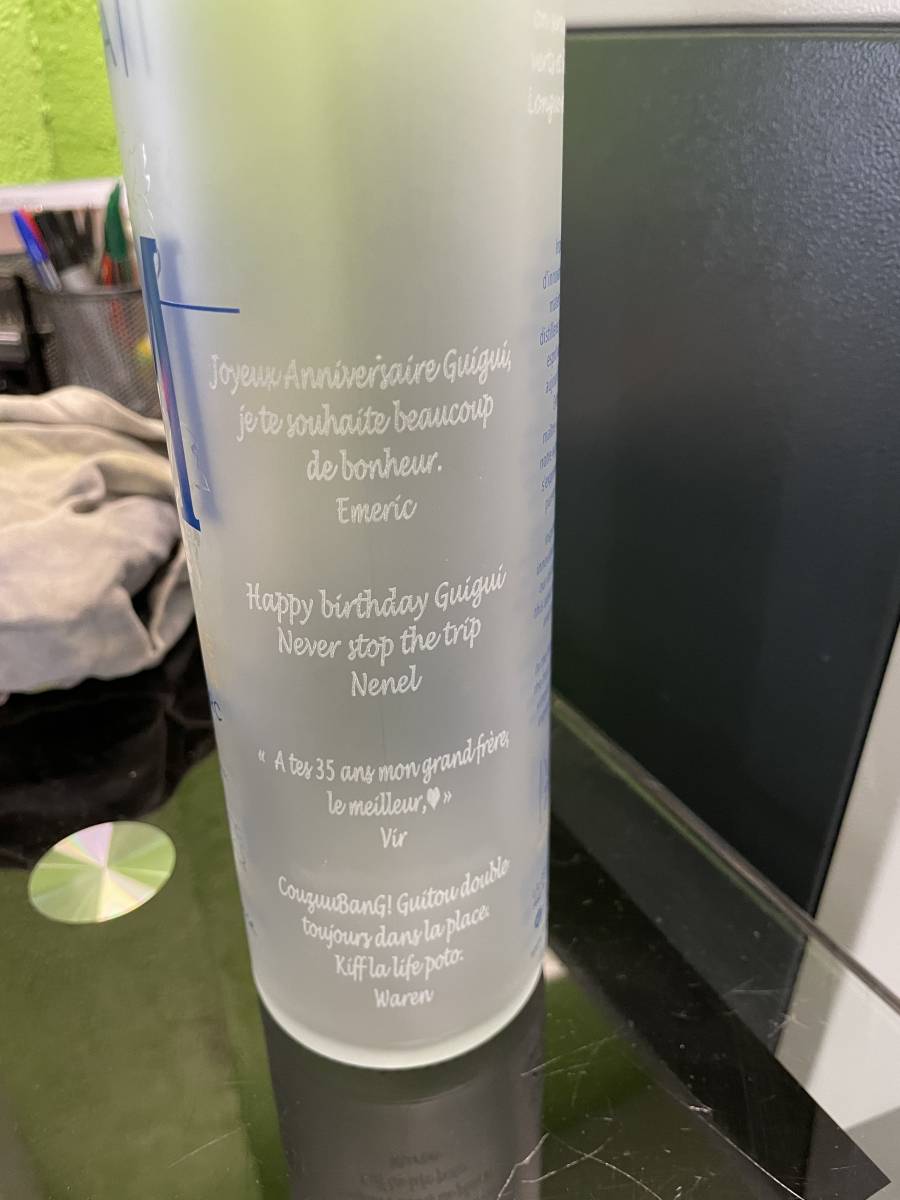 Joyeux Anniversaire Guigui,
je te souhaite beaucoup
de bonheur.
Emeric
Happy birthday Guigui
Never stop the trip
Nenel
« A tes 35 ans mon grand frère,
le meilleur,♥»
Vir
CouzuuBanG! Guitou double
toujours dans la place.
Kiff la life poto.
Waren